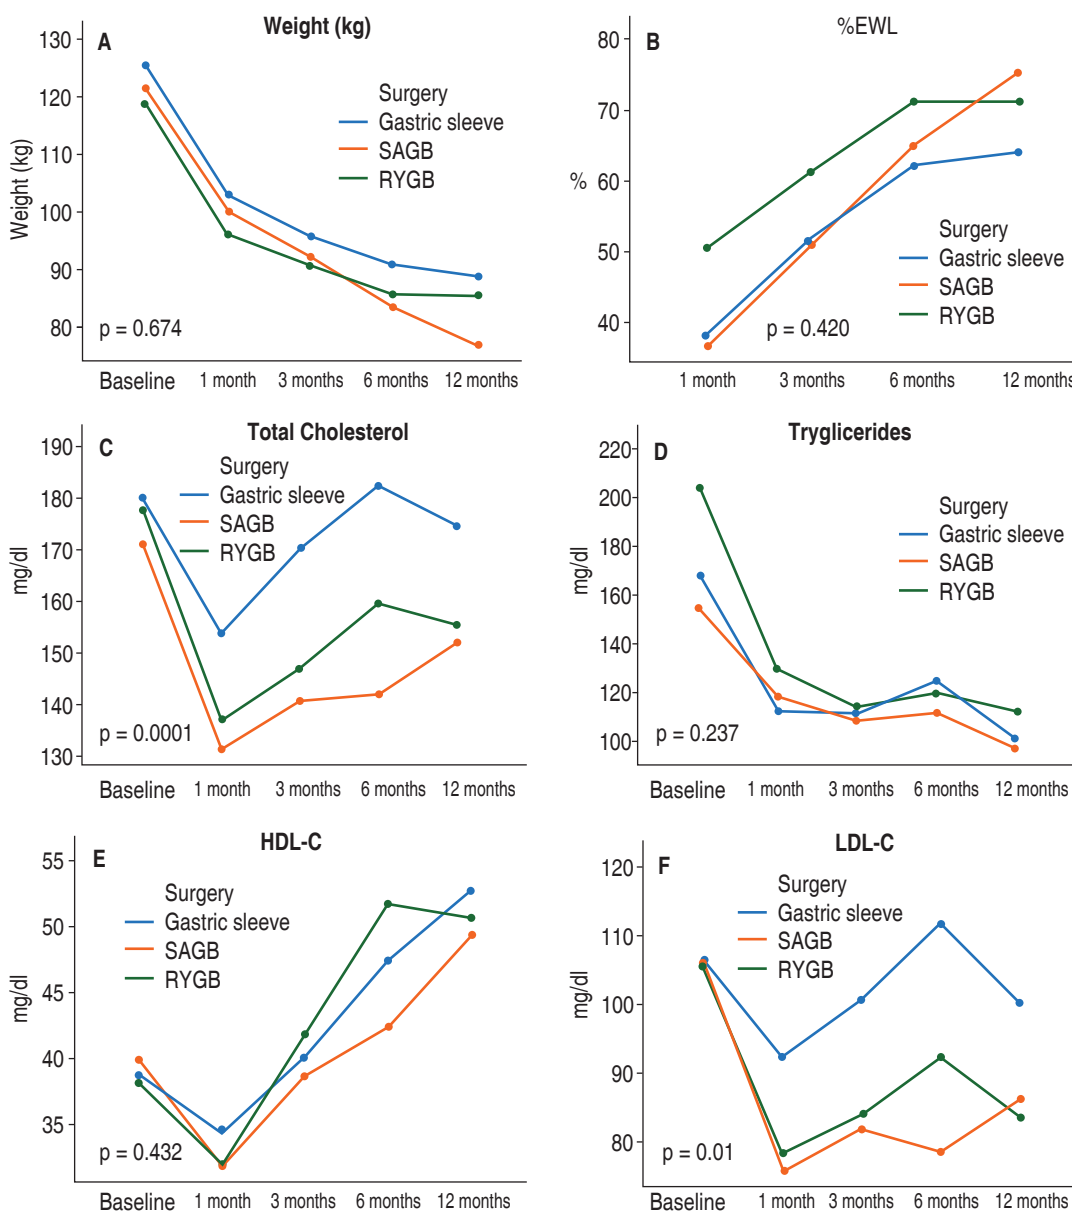 A
Weight (kg)
130
120
110
100
90
80
Weight (kg)
Surgery
Gastric sleeve
SAGB
RYGB
p = 0.674
Baseline
1 month
3 months
6 months
12 months
B
%EWL
80
70
60
50
40
%
Surgery
Gastric sleeve
SAGB
RYGB
p = 0.420
1 month
3 months
6 months
12 months
C
Total Cholesterol
190
180
170
160
150
140
130
mg/dl
Surgery
Gastric sleeve
SAGB
RYGB
p = 0.0001
Baseline
1 month
3 months
6 months
12 months
D
Tryglicerides
220
200
180
160
140
120
100
mg/dl
Surgery
Gastric sleeve
SAGB
RYGB
p = 0.237
Baseline
1 month
3 months
6 months
12 months
E
HDL-C
55
50
45
40
35
mg/dl
Surgery
Gastric sleeve
SAGB
RYGB
p = 0.432
Baseline
1 month
3 months
6 months
12 months
F
LDL-C
120
110
100
90
80
mg/dl
Surgery
Gastric sleeve
SAGB
RYGB
p = 0.01
Baseline
1 month
3 months
6 months
12 months